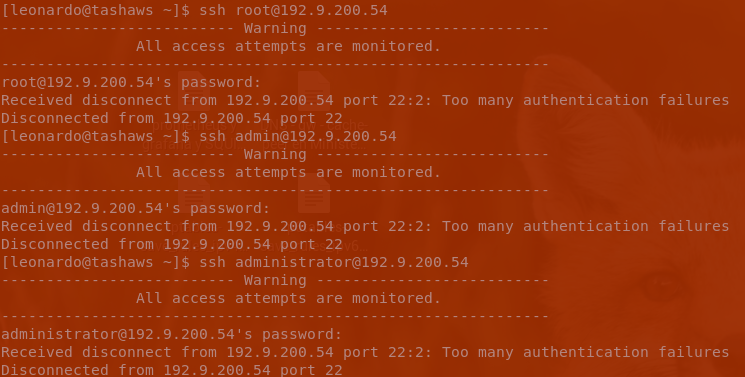 [leonardo@tashaws ~]$ ssh root@192.9.200.54
-------------------------- Warning --------------------------
All access attempts are monitored.
-------------------------------------------------------------
root@192.9.200.54's password:
Received disconnect from 192.9.200.54 port 22:2: Too many authentication failures
Disconnected from 192.9.200.54 port 22
[leonardo@tashaws ~]$ ssh admin@192.9.200.54
-------------------------- Warning --------------------------
All access attempts are monitored.
-------------------------------------------------------------
admin@192.9.200.54's password:
Received disconnect from 192.9.200.54 port 22:2: Too many authentication failures
Disconnected from 192.9.200.54 port 22
[leonardo@tashaws ~]$ ssh administrator@192.9.200.54
-------------------------- Warning --------------------------
All access attempts are monitored.
-------------------------------------------------------------
administrator@192.9.200.54's password:
Received disconnect from 192.9.200.54 port 22:2: Too many authentication failures
Disconnected from 192.9.200.54 port 22